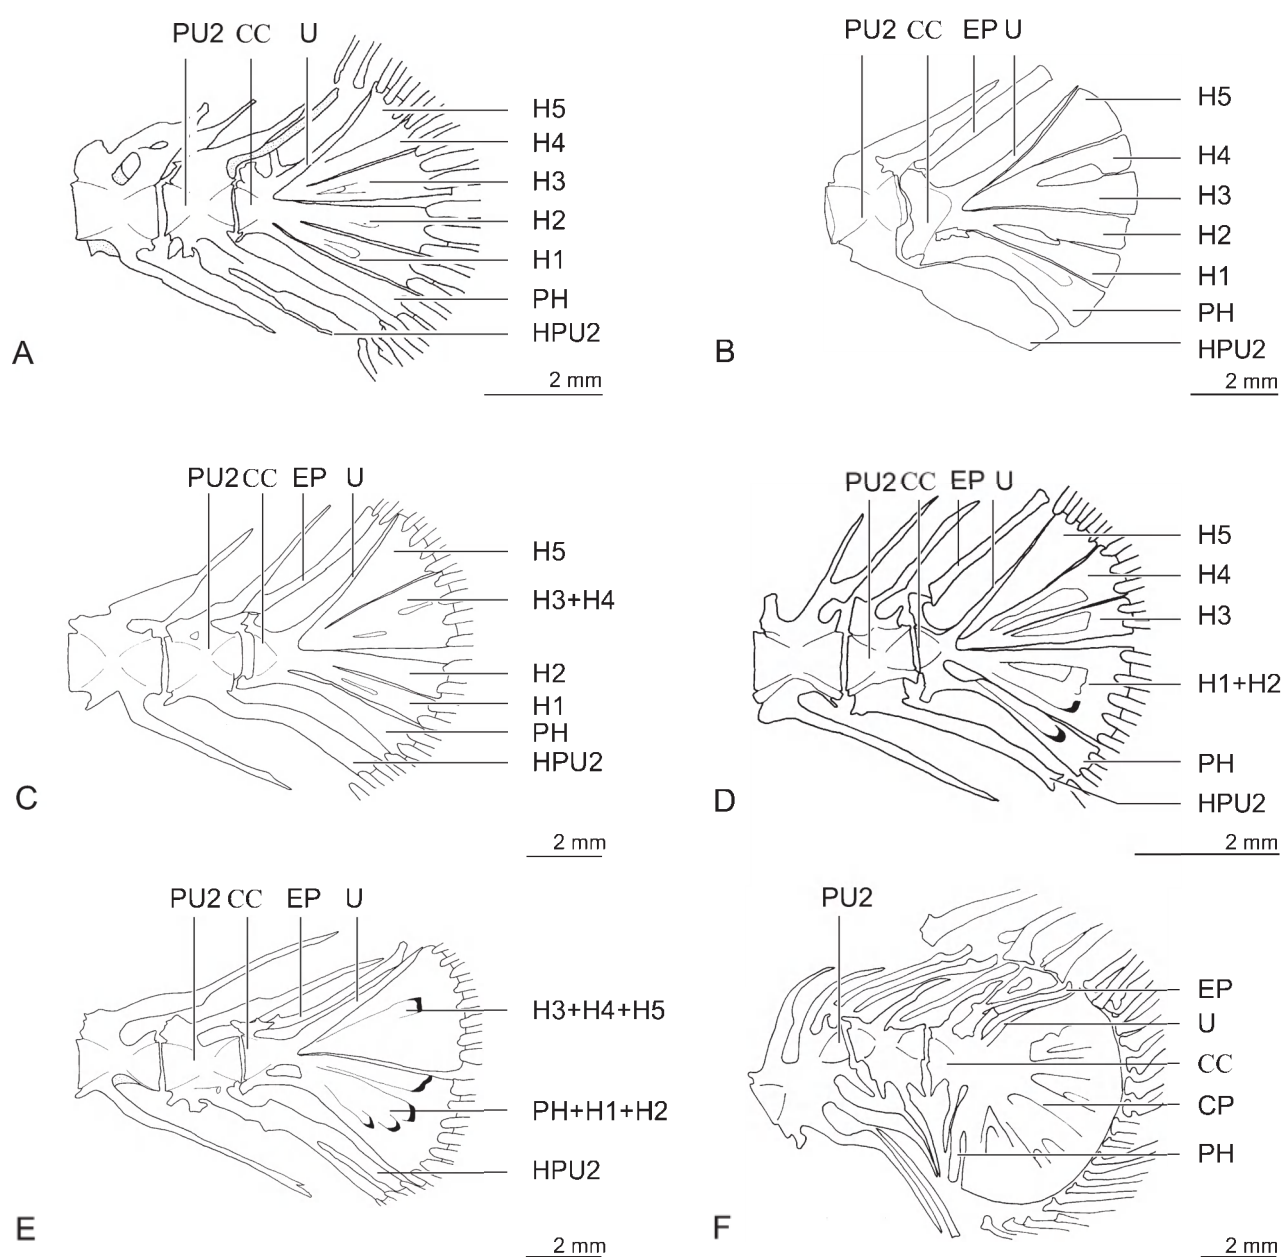 PU2 CC U
H5
H4
H3
H2
H1
PH
HPU2
A
2 mm
PU2 CC EP U
H5
H4
H3
H2
H1
PH
HPU2
B
2 mm
PU2 CC EP U
H5
H3+H4
H2
H1
PH
HPU2
C
2 mm
PU2 CC EP U
H5
H4
H3
H1+H2
PH
HPU2
D
2 mm
PU2 CC EP U
H3+H4+H5
PH+H1+H2
HPU2
E
2 mm
PU2
EP
U
CC
CP
PH
F
2 mm